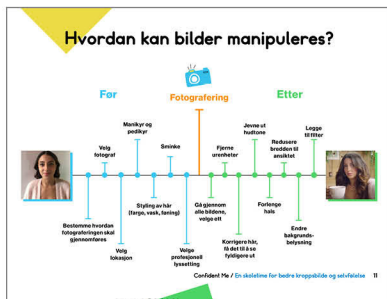 Hvordan kan bilder manipuleres?
Før
Fotografering
Etter
Velg
fotograf
Manikyr og
pedikyr
Sminke
Fjerne
urenheter
Jevne ut
hudtone
Redusere
bredden til
ansiktet
Legge
til filter
Bestemme hvordan
fotograferingen skal
gjennomføres
Velg
lokasjon
Styling av hår
(farge, vask, føning)
Velge
profesjonell
lyssetting
Gå gjennom
alle bildene,
velge ett
Korrigere hår,
få det til å se
fyldigere ut
Forlenge
hals
Endre
bakgrunds-
belysning
Confident Me / En skoletime for bedre kroppsbilde og selvfølelse 11